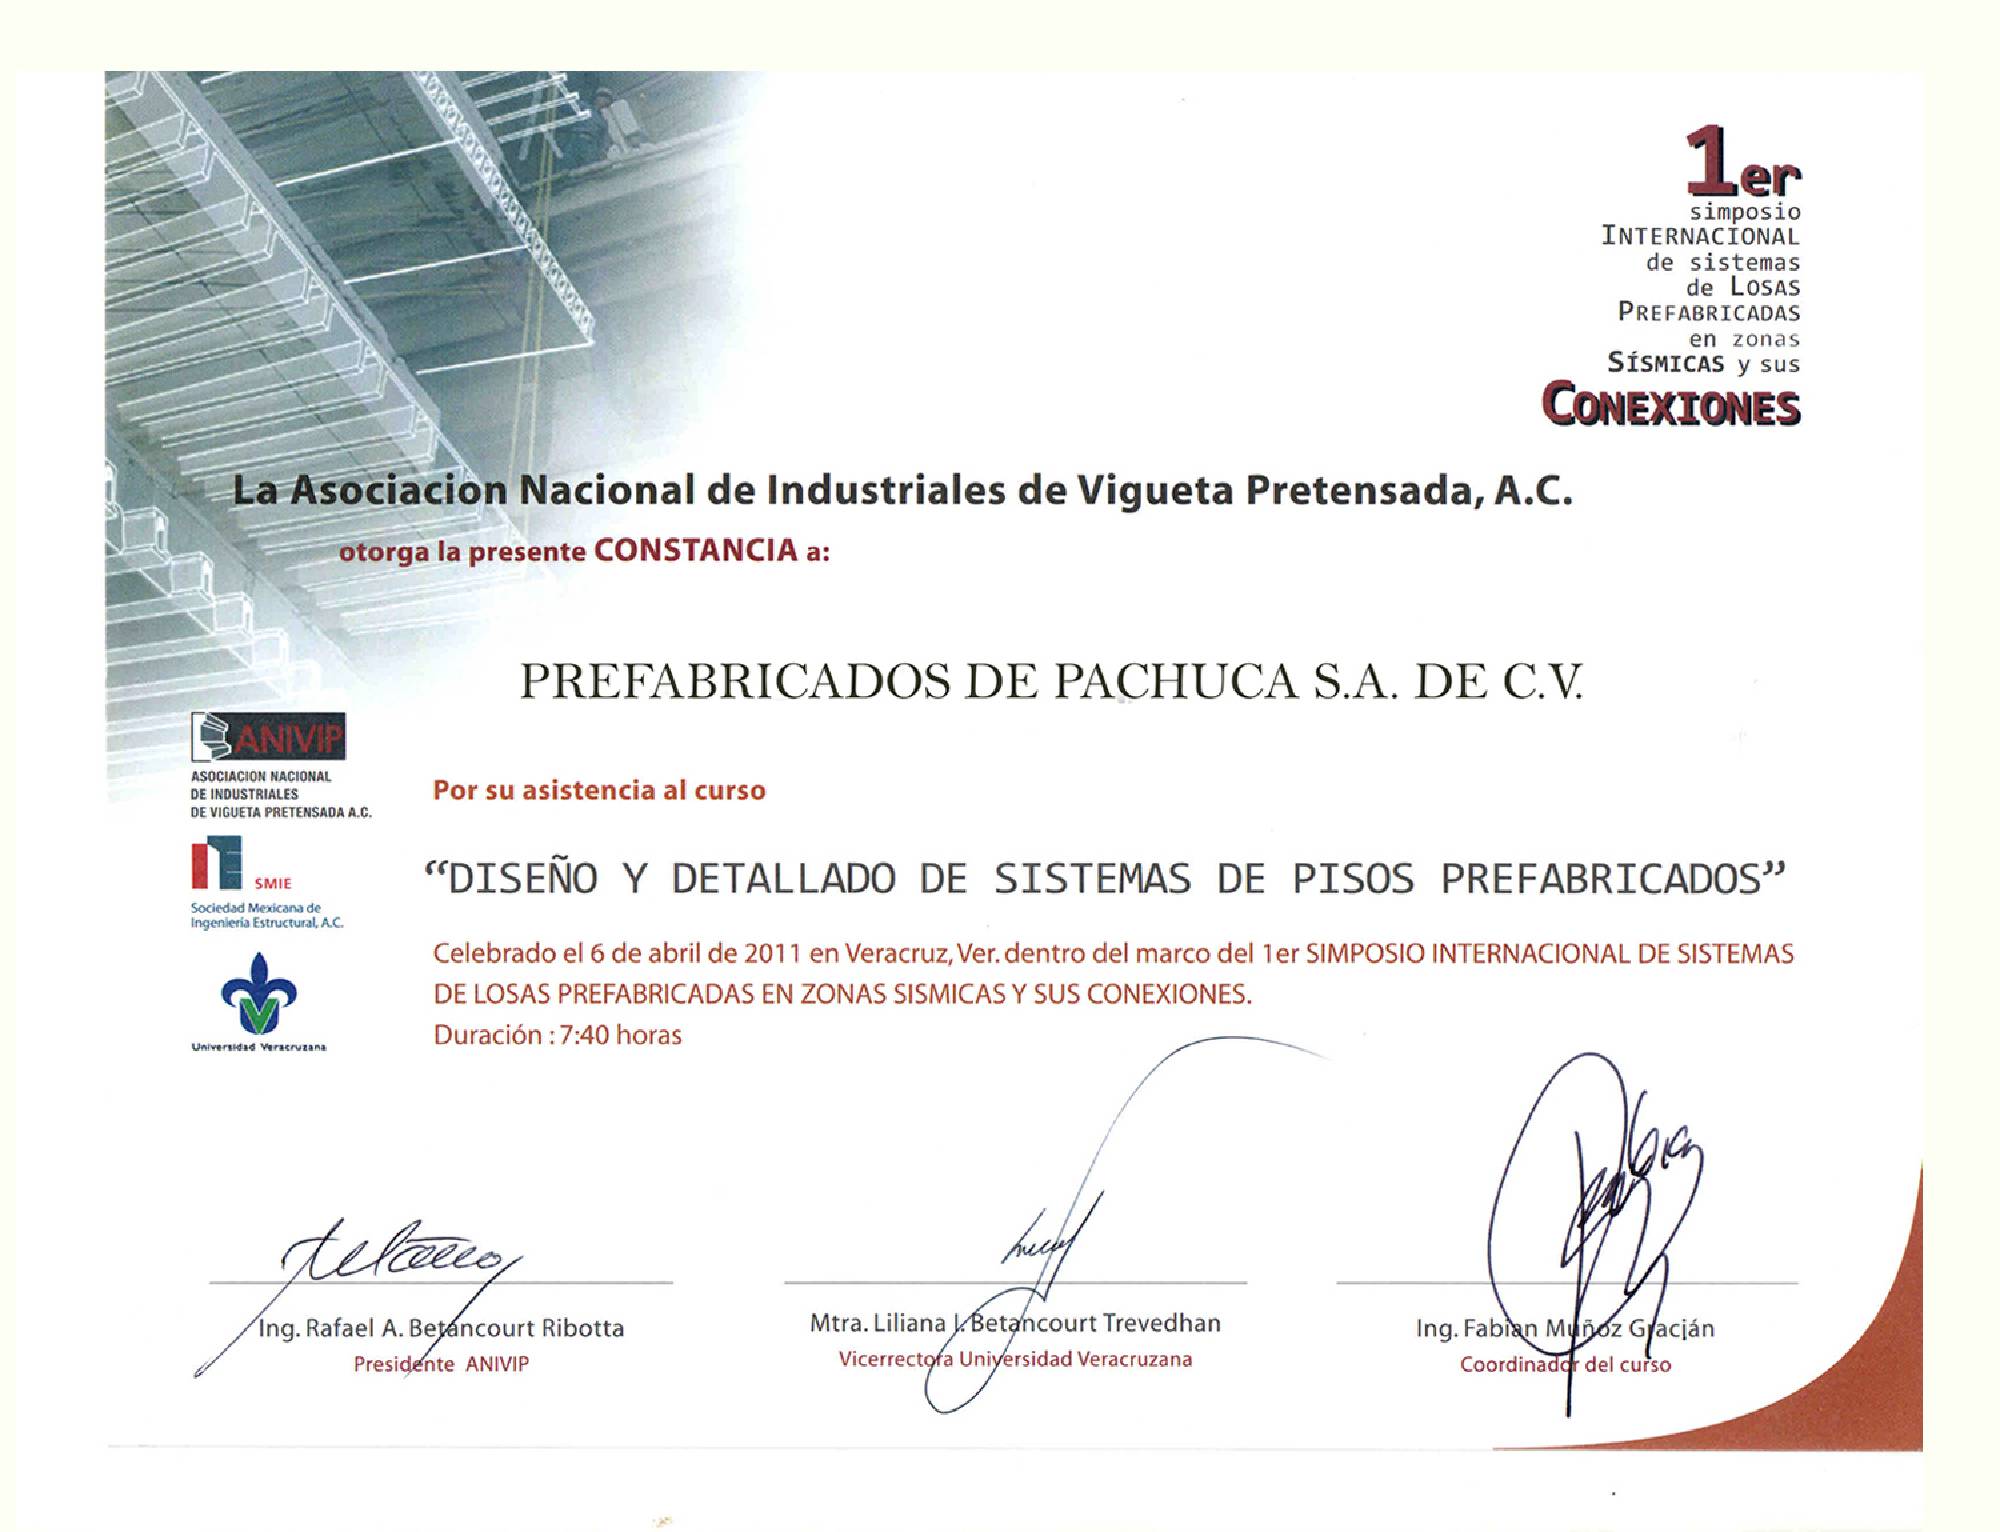 1er
simposio
INTERNACIONAL
de sistemas
de LOSAS
PREFABRICADAS
en zonas
SÍSMICAS y sus
CONEXIONES
La Asociacion Nacional de Industriales de Vigueta Pretensada, A.C.
otorga la presente CONSTANCIA a:
PREFABRICADOS DE PACHUCA S.A. DE C.V.
ANIVIP
ASOCIACION NACIONAL
DE INDUSTRIALES
DE VIGUETA PRETENSADA A.C.
Por su asistencia al curso
SMIE
Sociedad Mexicana de
Ingeniería Estructural, A.C.
“DISEÑO Y DETALLADO DE SISTEMAS DE PISOS PREFABRICADOS”
Universidad Veracruzana
Celebrado el 6 de abril de 2011 en Veracruz, Ver. dentro del marco del 1er SIMPOSIO INTERNACIONAL DE SISTEMAS
DE LOSAS PREFABRICADAS EN ZONAS SISMICAS Y SUS CONEXIONES.
Duración : 7:40 horas
Ing. Rafael A. Betancourt Ribotta
Presidente ANIVIP
Mtra. Liliana I. Betancourt Trevedhan
Vicerrectora Universidad Veracruzana
Ing. Fabian Muñoz Gracján
Coordinador del curso